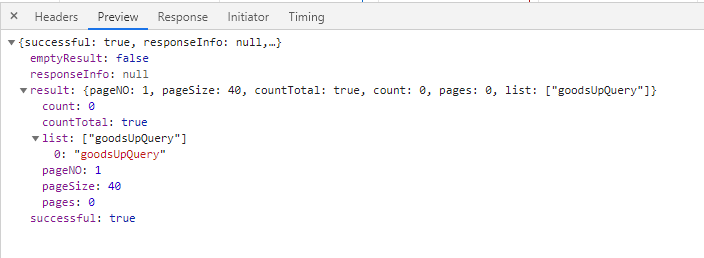 × Headers Preview Response Initiator Timing
▼{successful: true, responseInfo: null,…}
emptyResult: false
responseInfo: null
▼result: {pageNO: 1, pageSize: 40, countTotal: true, count: 0, pages: 0, list: ["goodsUpQuery"]}
count: 0
countTotal: true
▼list: ["goodsUpQuery"]
0: "goodsUpQuery"
pageNO: 1
pageSize: 40
pages: 0
successful: true